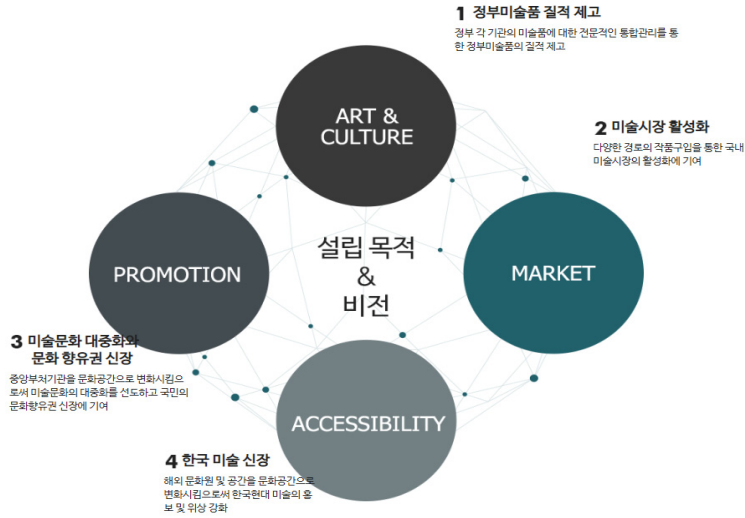 1 정부미술품 질적 제고
정부 각 기관의 미술품에 대한 전문적인 통합관리를 통
한 정부미술품의 질적 제고
ART &
CULTURE
2 미술시장 활성화
다양한 경로의 작품구입을 통한 국내
미술시장의 활성화에 기여
PROMOTION
설립 목적
&
비전
MARKET
3 미술문화 대중화와
문화 향유권 신장
중앙부처기관을 문화공간으로 변화시킴으
로써 미술문화의 대중화를 선도하고 국민의
문화향유권 신장에 기여
ACCESSIBILITY
4 한국 미술 신장
해외 문화원 및 공간을 문화공간으로
변화시킴으로써 한국현대 미술의 홍
보 및 위상 강화